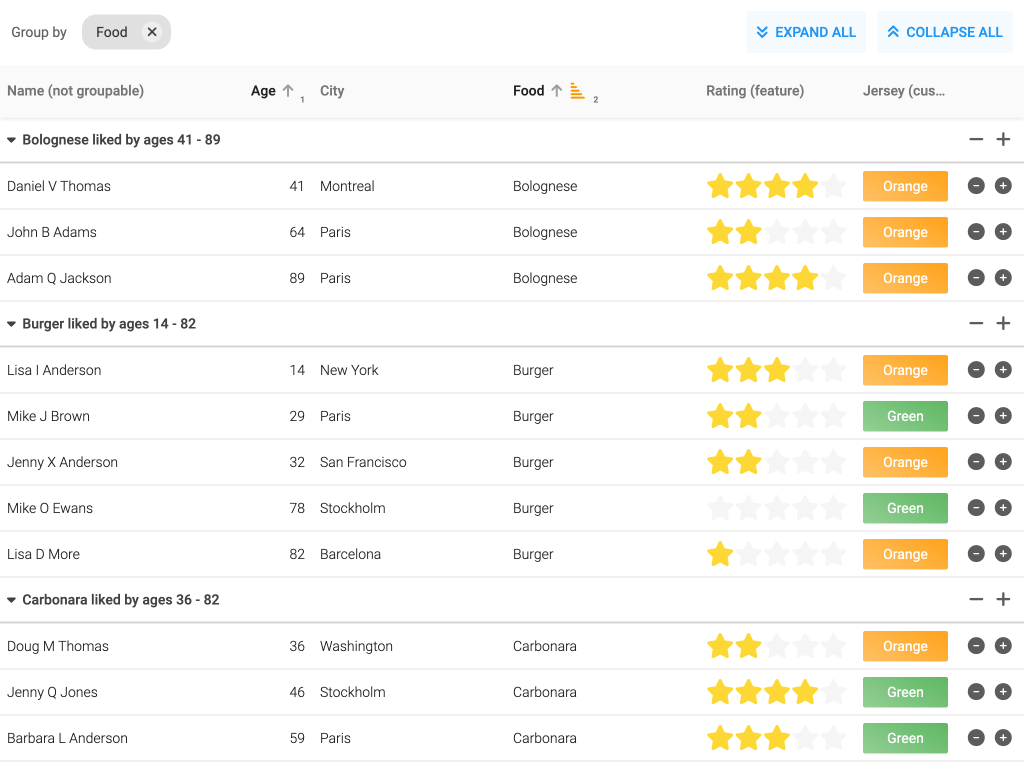 Group by Food EXPAND ALL COLLAPSE ALL
Name (not groupable) Age 1 City Food 2 Rating (feature) Jersey (cus…
Bolognese liked by ages 41 - 89
Daniel V Thomas 41 Montreal Bolognese Orange
John B Adams 64 Paris Bolognese Orange
Adam Q Jackson 89 Paris Bolognese Orange
Burger liked by ages 14 - 82
Lisa I Anderson 14 New York Burger Orange
Mike J Brown 29 Paris Burger Green
Jenny X Anderson 32 San Francisco Burger Orange
Mike O Ewans 78 Stockholm Burger Green
Lisa D More 82 Barcelona Burger Orange
Carbonara liked by ages 36 - 82
Doug M Thomas 36 Washington Carbonara Orange
Jenny Q Jones 46 Stockholm Carbonara Green
Barbara L Anderson 59 Paris Carbonara Green